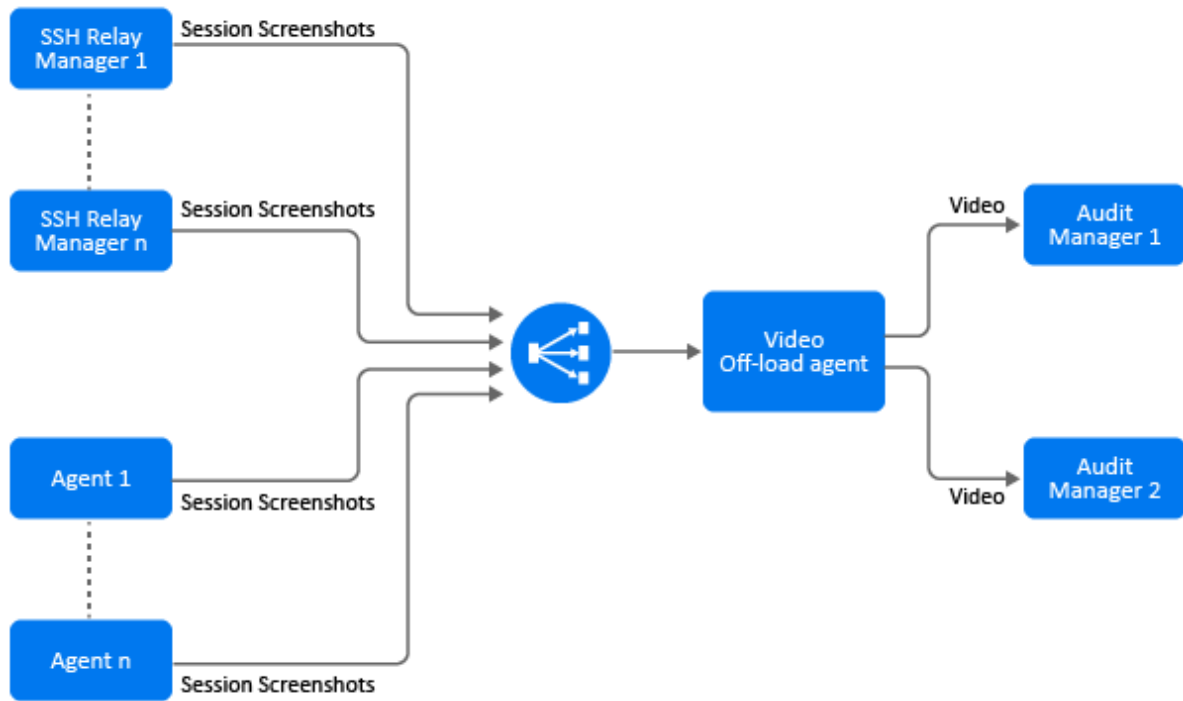 SSH Relay
Manager 1
Session Screenshots
SSH Relay
Manager n
Session Screenshots
Video
Audit
Manager 1
Video
Off-load agent
Agent 1
Session Screenshots
Audit
Manager 2
Video
Agent n
Session Screenshots